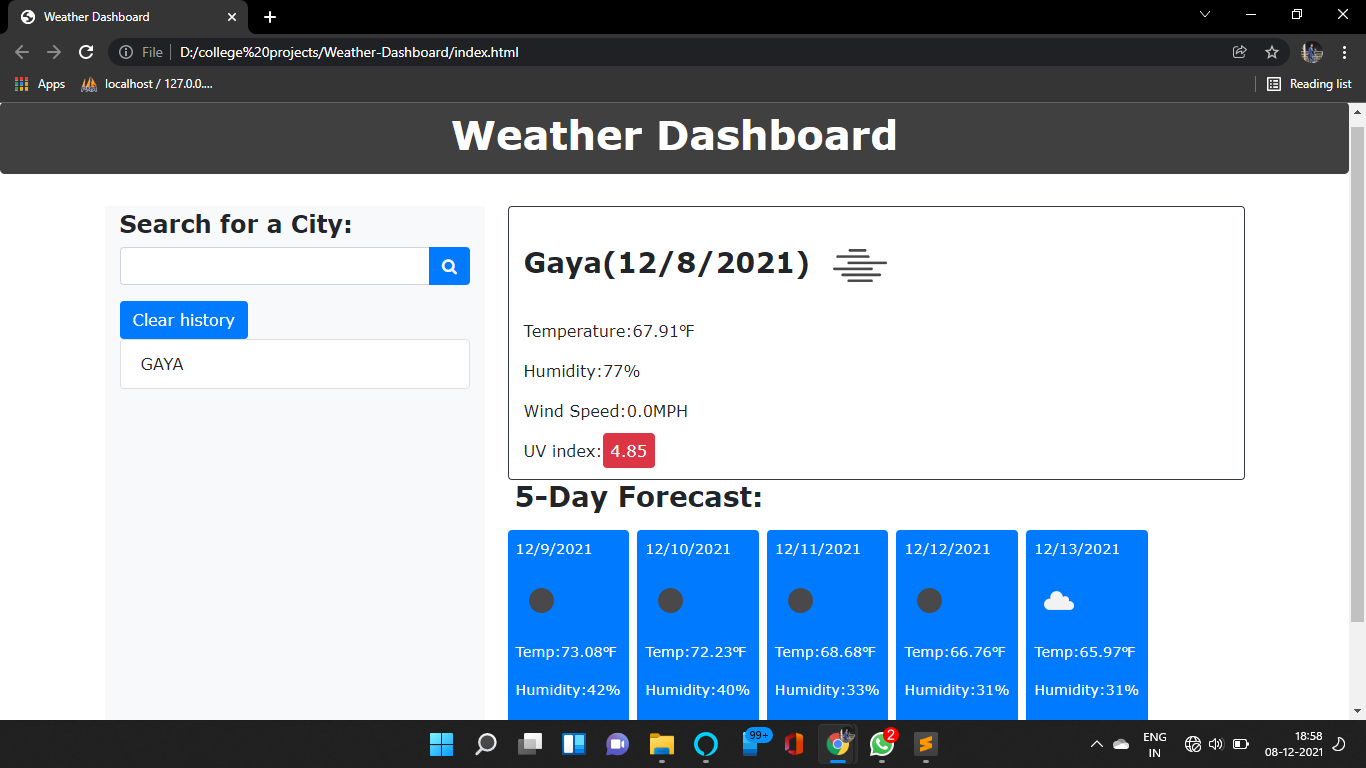 Weather Dashboard
File D:/college%20projects/Weather-Dashboard/index.html
Apps localhost / 127.0.0.... Reading list
Weather Dashboard
Search for a City:
Clear history
GAYA
Gaya(12/8/2021)
Temperature:67.91°F
Humidity:77%
Wind Speed:0.0MPH
UV index:4.85
5-Day Forecast:
12/9/2021 12/10/2021 12/11/2021 12/12/2021 12/13/2021
Temp:73.08°F Temp:72.23°F Temp:68.68°F Temp:66.76°F Temp:65.97°F
Humidity:42% Humidity:40% Humidity:33% Humidity:31% Humidity:31%
99+
2
ENG
IN
18:58
08-12-2021